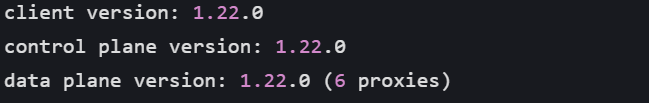 client version: 1.22.0
control plane version: 1.22.0
data plane version: 1.22.0 (6 proxies)